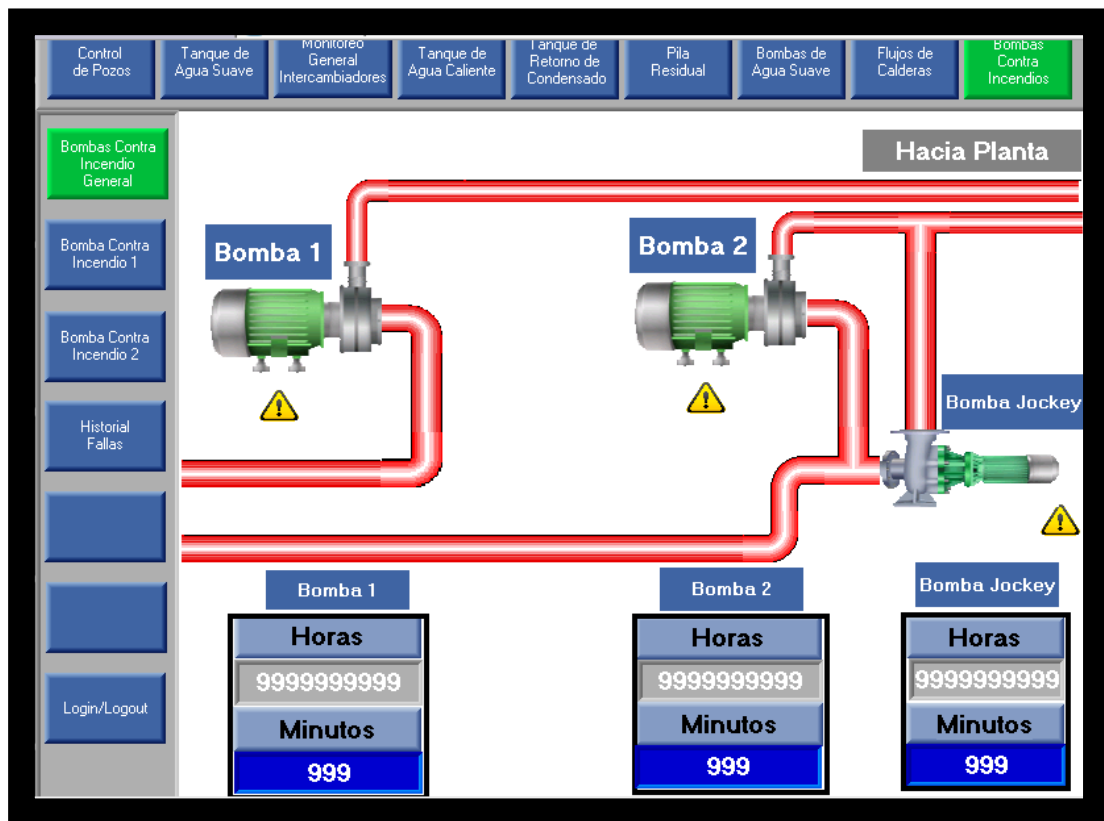 Control
de Pozos
Tanque de
Agua Suave
Monitoreo
General
Intercambiadores
Tanque de
Agua Caliente
Tanque de
Retorno de
Condensado
Pila
Residual
Bombas de
Agua Suave
Flujos de
Calderas
Bombas
Contra
Incendios
Bombas Contra
Incendio
General
Bomba Contra
Incendio 1
Bomba Contra
Incendio 2
Historial
Fallas
Login/Logout
Hacia Planta
Bomba 1
Bomba 2
Bomba Jockey
Bomba 1
Horas
9999999999
Minutos
999
Bomba 2
Horas
9999999999
Minutos
999
Bomba Jockey
Horas
9999999999
Minutos
999